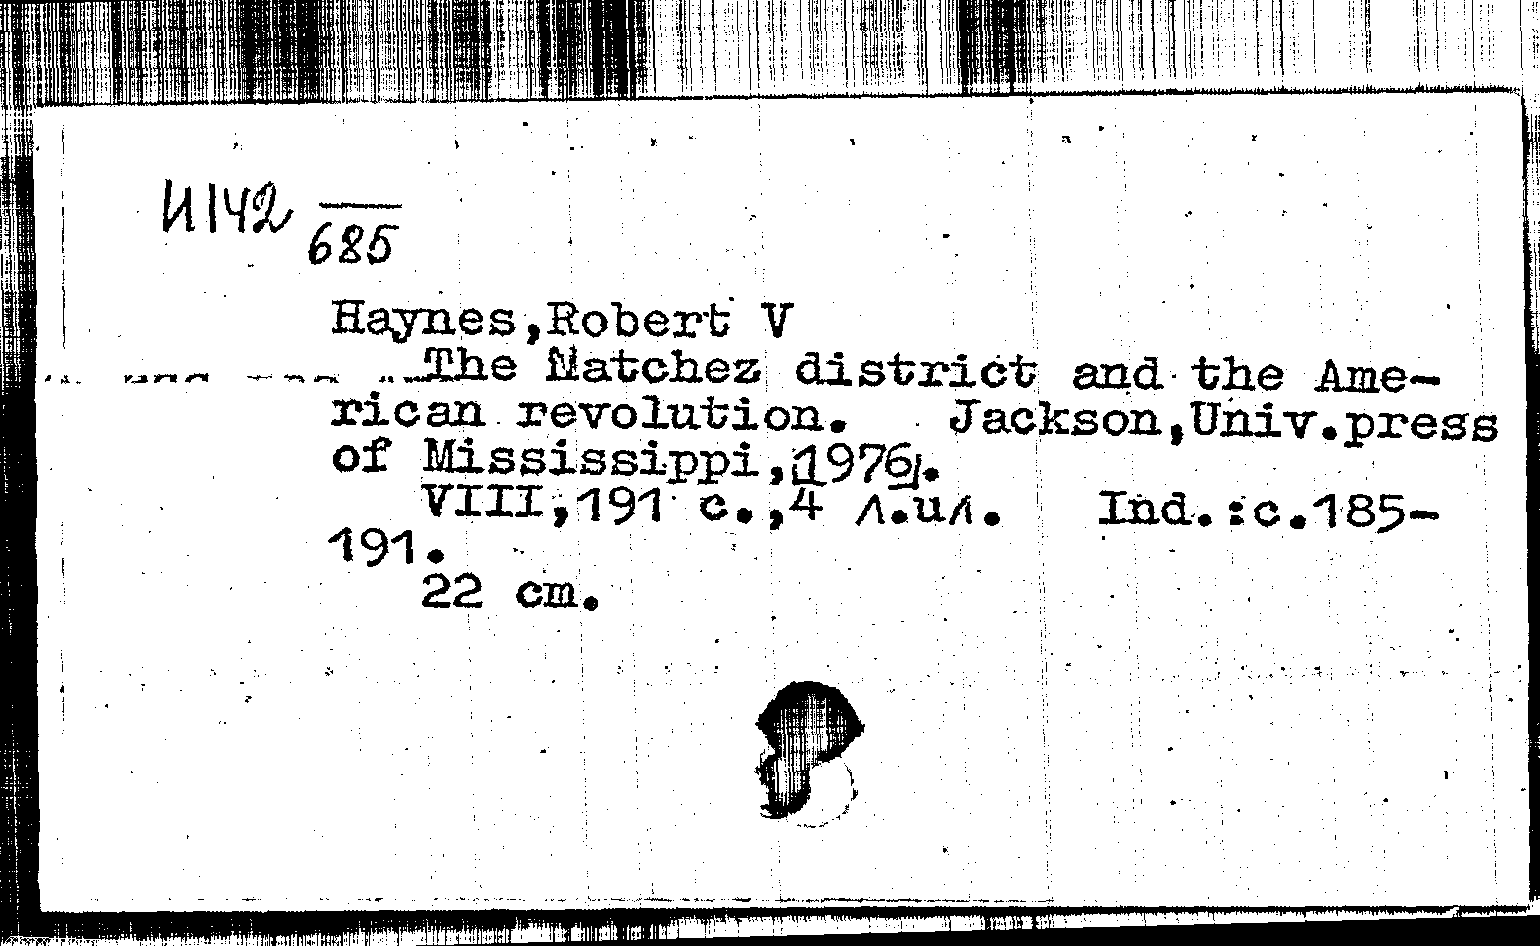 И142
685
Haynes,Robert V
The Natchez district and the Ame-
rican revolution. Jackson,Univ.press
of Mississippi,[1976].
VIII,191 c.,4 л.ил. Ind.:c.185-
191.
22 cm.